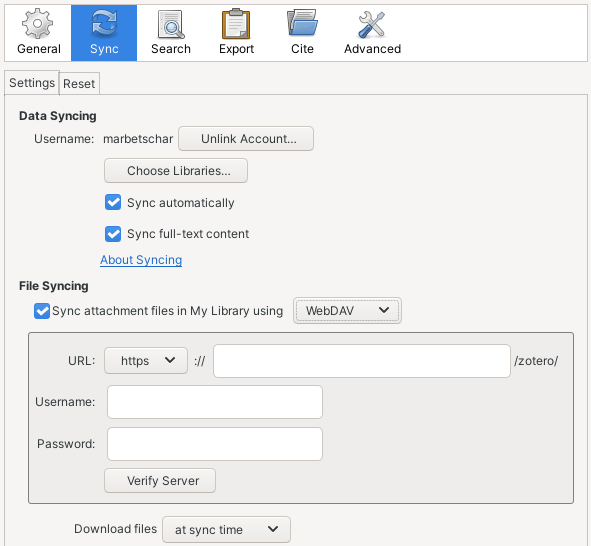 General Sync Search Export Cite Advanced
Settings Reset
Data Syncing
Username: marbetschar Unlink Account...
Choose Libraries...
Sync automatically
Sync full-text content
About Syncing
File Syncing
Sync attachment files in My Library using WebDAV
URL: https :// /zotero/
Username:
Password:
Verify Server
Download files at sync time